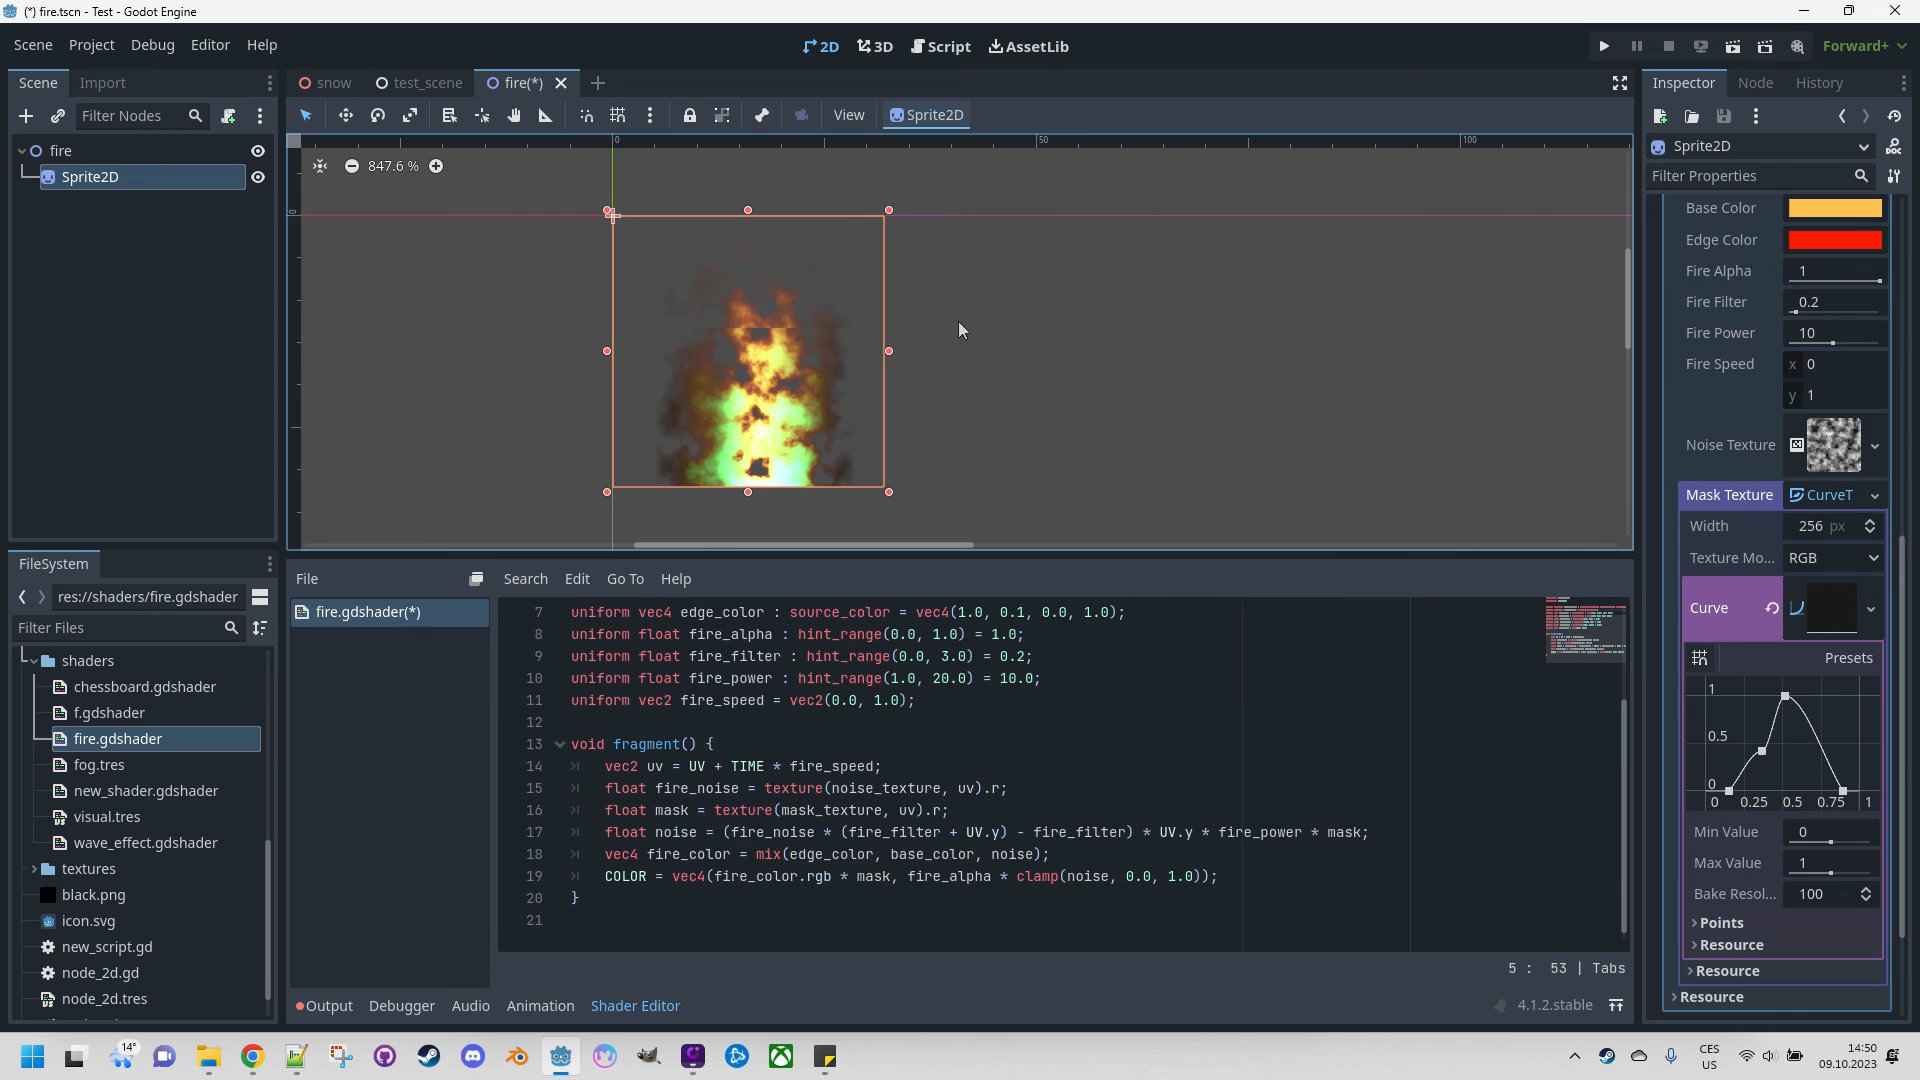 (*) fire.tscn - Test - Godot Engine
Scene Project Debug Editor Help
2D 3D Script AssetLib
Forward+
Scene Import
snow test_scene fire(*)
Inspector Node History
Filter Nodes
View Sprite2D
fire
Sprite2D
847.6 %
0 50 100
0
Sprite2D
Filter Properties
Base Color
Edge Color
Fire Alpha 1
Fire Filter 0.2
Fire Power 10
Fire Speed x 0
y 1
Noise Texture
Mask Texture CurveT
Width 256 px
Texture Mo... RGB
Curve
Presets
1
0.5
0
0 0.25 0.5 0.75 1
Min Value 0
Max Value 1
Bake Resol... 100
Points
Resource
Resource
Resource
FileSystem
res://shaders/fire.gdshader
Filter Files
shaders
chessboard.gdshader
f.gdshader
fire.gdshader
fog.tres
new_shader.gdshader
visual.tres
wave_effect.gdshader
textures
black.png
icon.svg
new_script.gd
node_2d.gd
node_2d.tres
File Search Edit Go To Help
fire.gdshader(*)
7 uniform vec4 edge_color : source_color = vec4(1.0, 0.1, 0.0, 1.0);
8 uniform float fire_alpha : hint_range(0.0, 1.0) = 1.0;
9 uniform float fire_filter : hint_range(0.0, 3.0) = 0.2;
10 uniform float fire_power : hint_range(1.0, 20.0) = 10.0;
11 uniform vec2 fire_speed = vec2(0.0, 1.0);
12
13 void fragment() {
14 vec2 uv = UV + TIME * fire_speed;
15 float fire_noise = texture(noise_texture, uv).r;
16 float mask = texture(mask_texture, uv).r;
17 float noise = (fire_noise * (fire_filter + UV.y) - fire_filter) * UV.y * fire_power * mask;
18 vec4 fire_color = mix(edge_color, base_color, noise);
19 COLOR = vec4(fire_color.rgb * mask, fire_alpha * clamp(noise, 0.0, 1.0));
20 }
21
5 : 53 | Tabs
Output Debugger Audio Animation Shader Editor
4.1.2.stable
14°
CES
US
14:50
09.10.2023